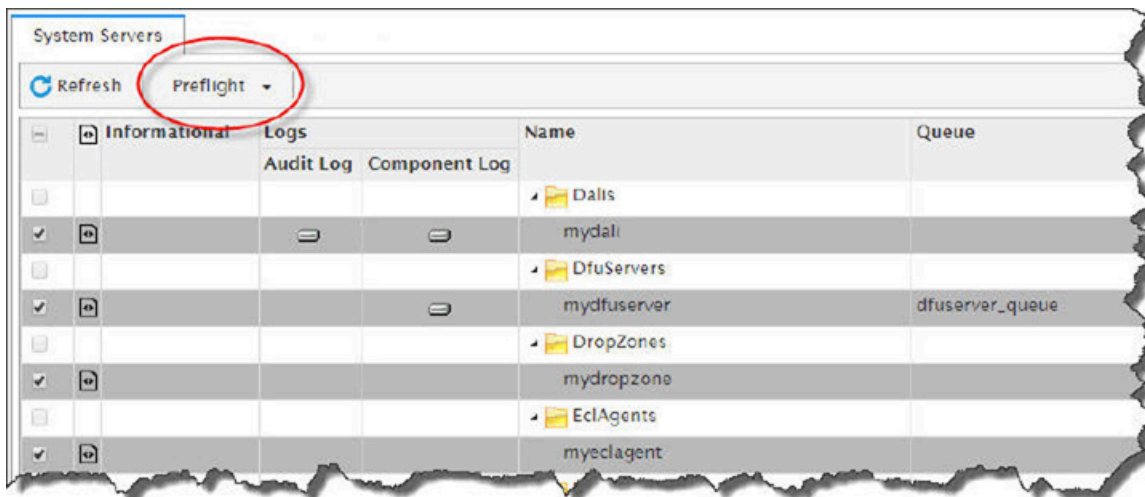 System Servers
Refresh Preflight
Informational Logs Name Queue
Audit Log Component Log
Dalis
mydali
DfuServers
mydfuserver dfuserver_queue
DropZones
mydropzone
EclAgents
myeclagent